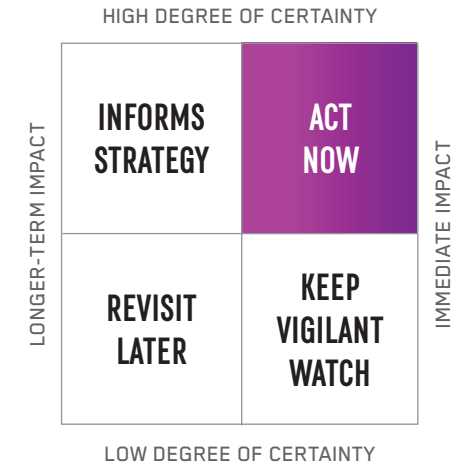 HIGH DEGREE OF CERTAINTY
LONGER-TERM IMPACT
INFORMS
STRATEGY
ACT
NOW
IMMEDIATE IMPACT
REVISIT
LATER
KEEP
VIGILANT
WATCH
LOW DEGREE OF CERTAINTY